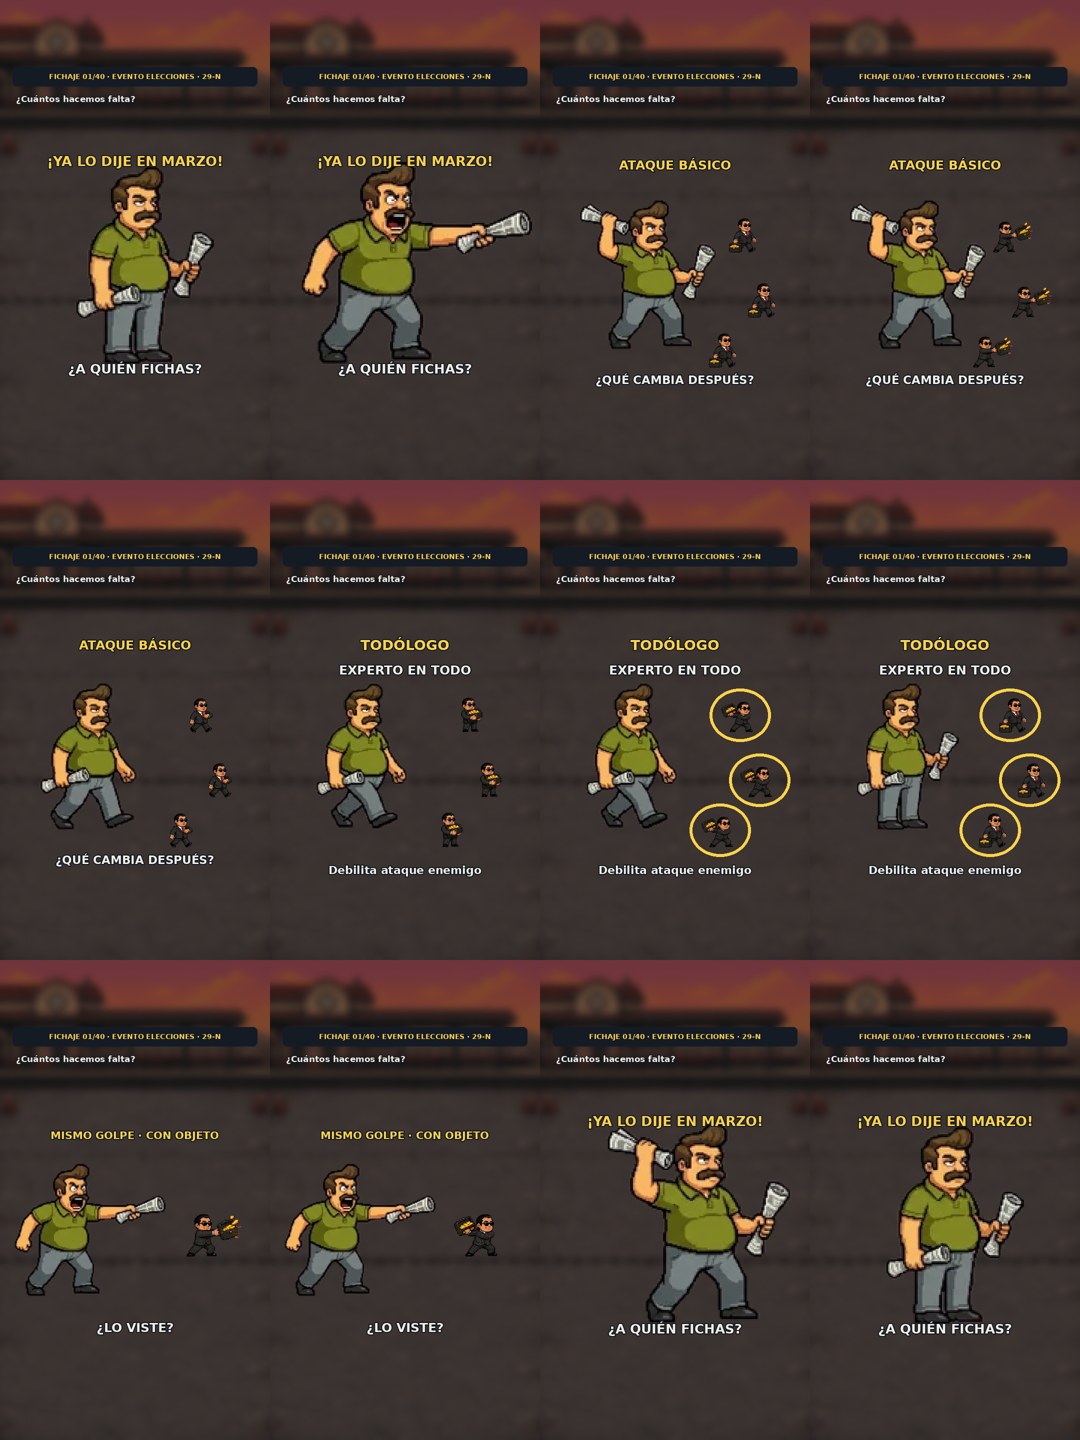 FICHAJE 01/40 · EVENTO ELECCIONES · 29-N
¿Cuántos hacemos falta?
¡YA LO DIJE EN MARZO!
¿A QUIÉN FICHAS?
FICHAJE 01/40 · EVENTO ELECCIONES · 29-N
¿Cuántos hacemos falta?
¡YA LO DIJE EN MARZO!
¿A QUIÉN FICHAS?
FICHAJE 01/40 · EVENTO ELECCIONES · 29-N
¿Cuántos hacemos falta?
ATAQUE BÁSICO
¿QUÉ CAMBIA DESPUÉS?
FICHAJE 01/40 · EVENTO ELECCIONES · 29-N
¿Cuántos hacemos falta?
ATAQUE BÁSICO
¿QUÉ CAMBIA DESPUÉS?
FICHAJE 01/40 · EVENTO ELECCIONES · 29-N
¿Cuántos hacemos falta?
ATAQUE BÁSICO
¿QUÉ CAMBIA DESPUÉS?
FICHAJE 01/40 · EVENTO ELECCIONES · 29-N
¿Cuántos hacemos falta?
TODÓLOGO
EXPERTO EN TODO
Debilita ataque enemigo
FICHAJE 01/40 · EVENTO ELECCIONES · 29-N
¿Cuántos hacemos falta?
TODÓLOGO
EXPERTO EN TODO
Debilita ataque enemigo
FICHAJE 01/40 · EVENTO ELECCIONES · 29-N
¿Cuántos hacemos falta?
TODÓLOGO
EXPERTO EN TODO
Debilita ataque enemigo
FICHAJE 01/40 · EVENTO ELECCIONES · 29-N
¿Cuántos hacemos falta?
MISMO GOLPE · CON OBJETO
¿LO VISTE?
FICHAJE 01/40 · EVENTO ELECCIONES · 29-N
¿Cuántos hacemos falta?
MISMO GOLPE · CON OBJETO
¿LO VISTE?
FICHAJE 01/40 · EVENTO ELECCIONES · 29-N
¿Cuántos hacemos falta?
¡YA LO DIJE EN MARZO!
¿A QUIÉN FICHAS?
FICHAJE 01/40 · EVENTO ELECCIONES · 29-N
¿Cuántos hacemos falta?
¡YA LO DIJE EN MARZO!
¿A QUIÉN FICHAS?